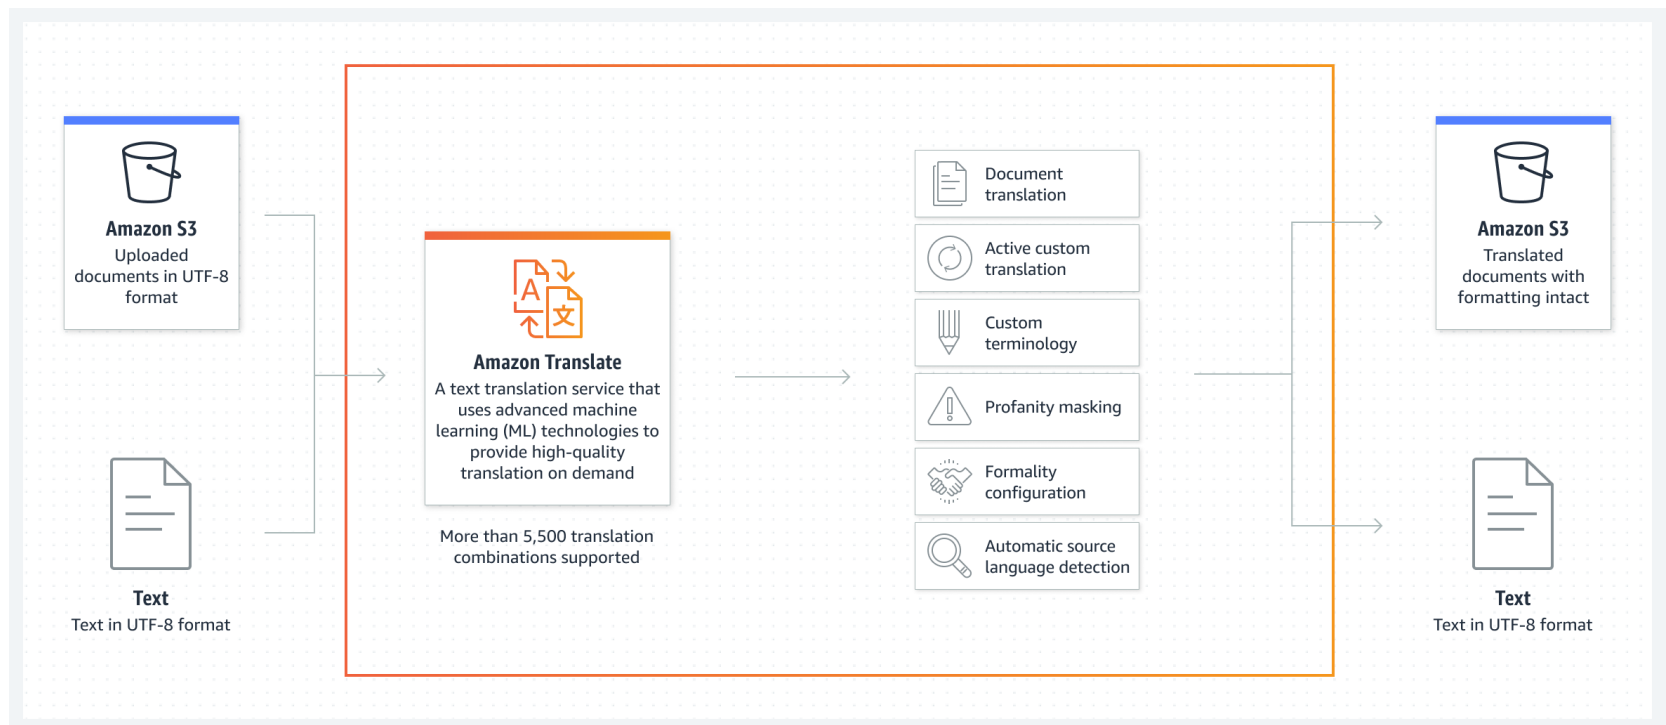 Amazon S3
Uploaded
documents in UTF-8
format
Text
Text in UTF-8 format
A
文
Amazon Translate
A text translation service that
uses advanced machine
learning (ML) technologies to
provide high-quality
translation on demand
More than 5,500 translation
combinations supported
Document
translation
Active custom
translation
Custom
terminology
Profanity masking
Formality
configuration
Automatic source
language detection
Amazon S3
Translated
documents with
formatting intact
Text
Text in UTF-8 format